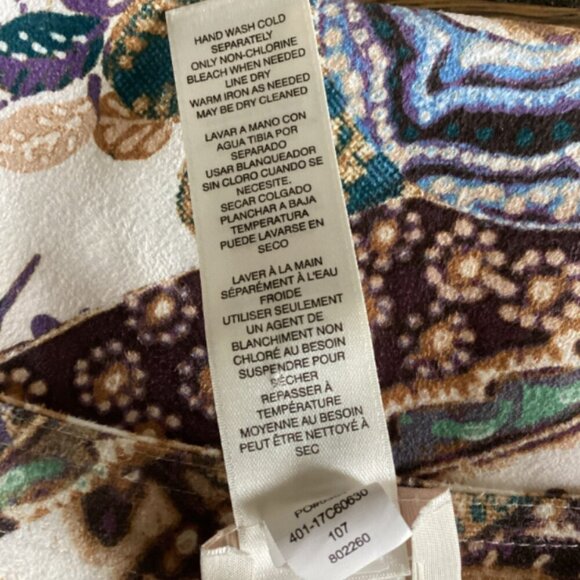 HAND WASH COLD
SEPARATELY
ONLY NON-CHLORINE
BLEACH WHEN NEEDED
LINE DRY
WARM IRON AS NEEDED
MAY BE DRY CLEANED
LAVAR A MANO CON
AGUA TIBIA POR
SEPARADO
USAR BLANQUEADOR
SIN CLORO CUANDO SE
NECESITE.
SECAR COLGADO
PLANCHAR A BAJA
TEMPERATURA
PUEDE LAVARSE EN
SECO
LAVER À LA MAIN
SÉPARÉMENT À L'EAU
FROIDE
UTILISER SEULEMENT
UN AGENT DE
BLANCHIMENT NON
CHLORÉ AU BESOIN
SUSPENDRE POUR
SÉCHER
REPASSER À
TEMPÉRATURE
MOYENNE AU BESOIN
PEUT ÊTRE NETTOYÉ À
SEC
401-17C60630
107
802260